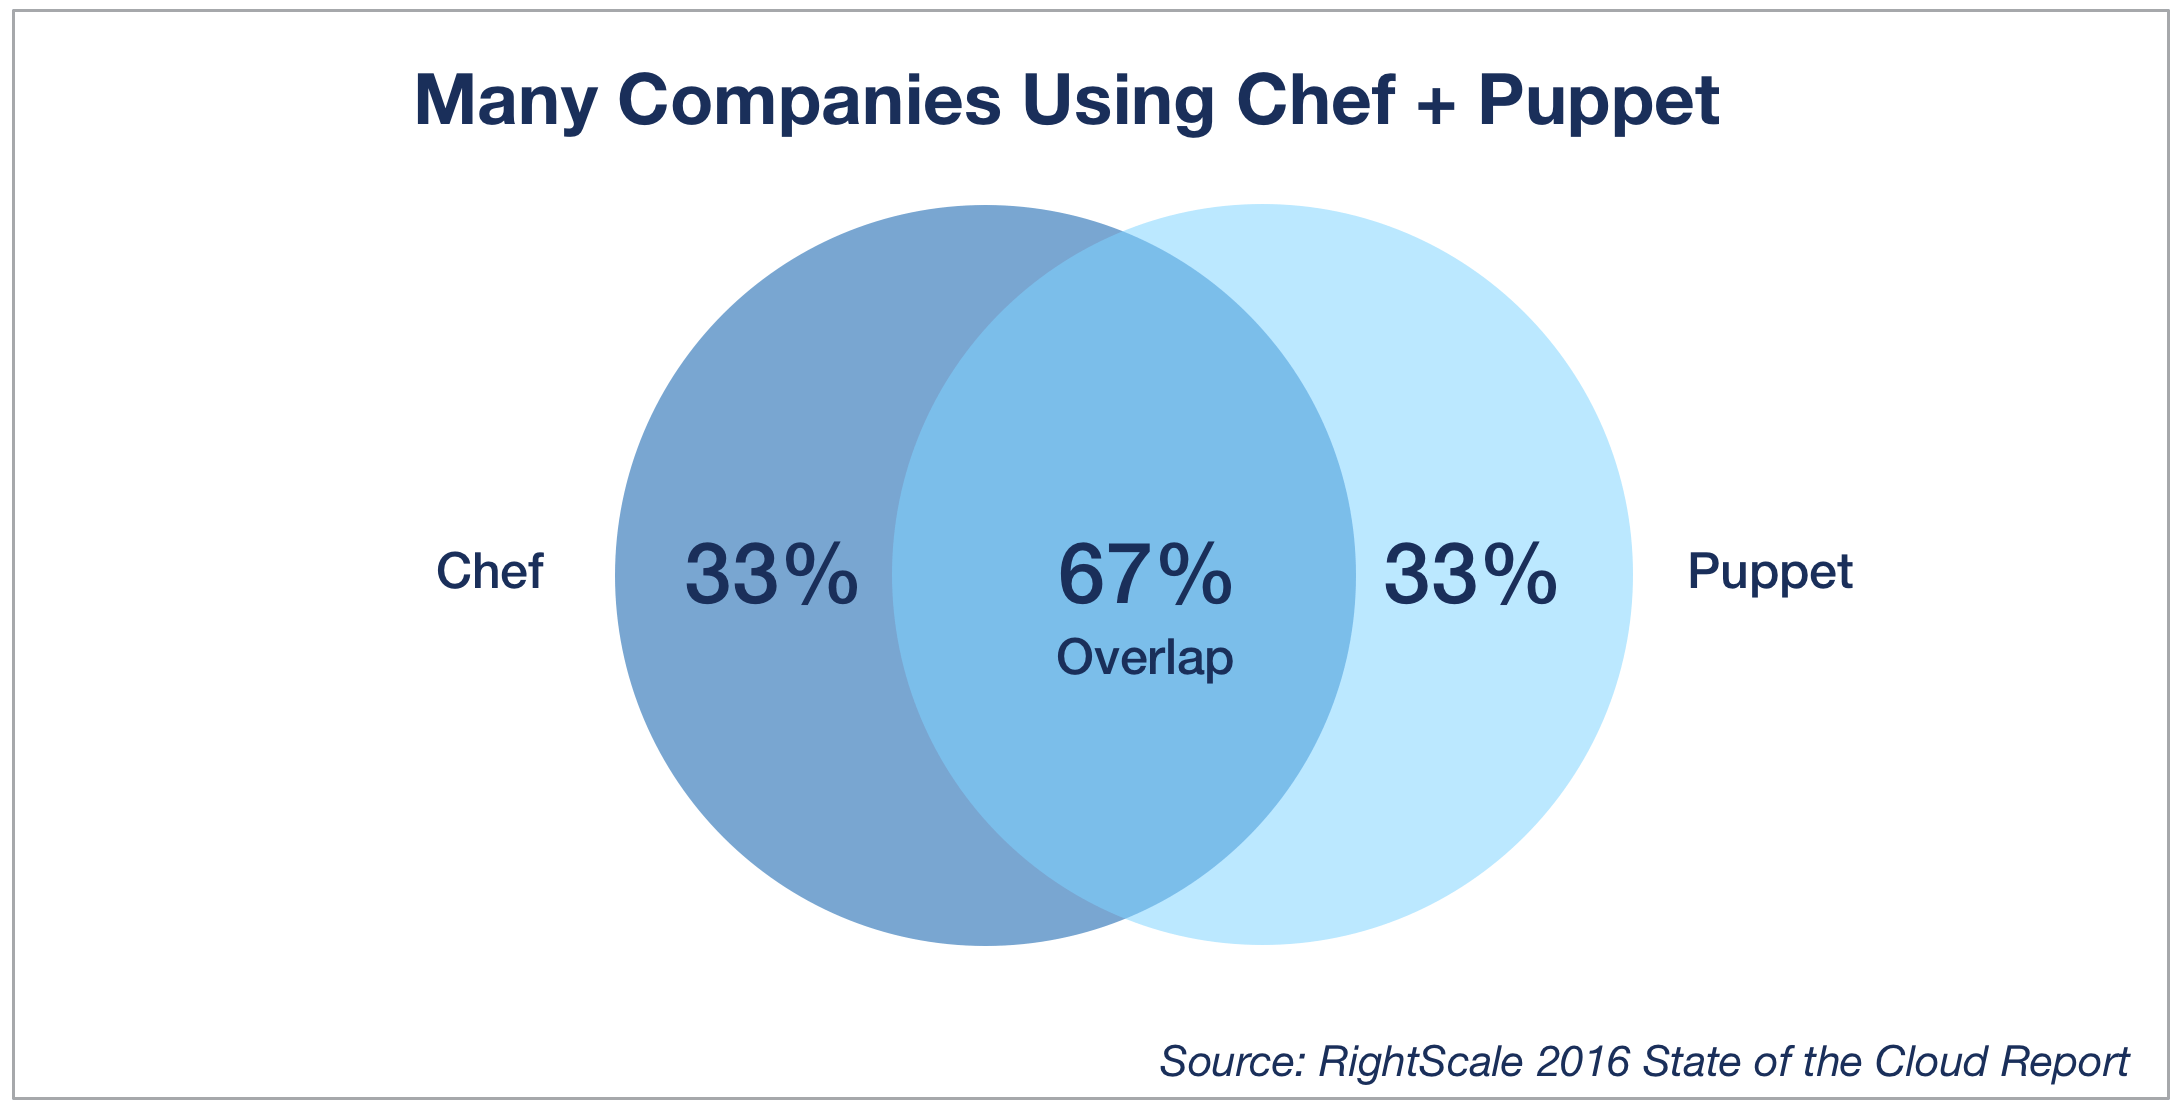 Many Companies Using Chef + Puppet
Chef
33%
67%
Overlap
33%
Puppet
Source: RightScale 2016 State of the Cloud Report